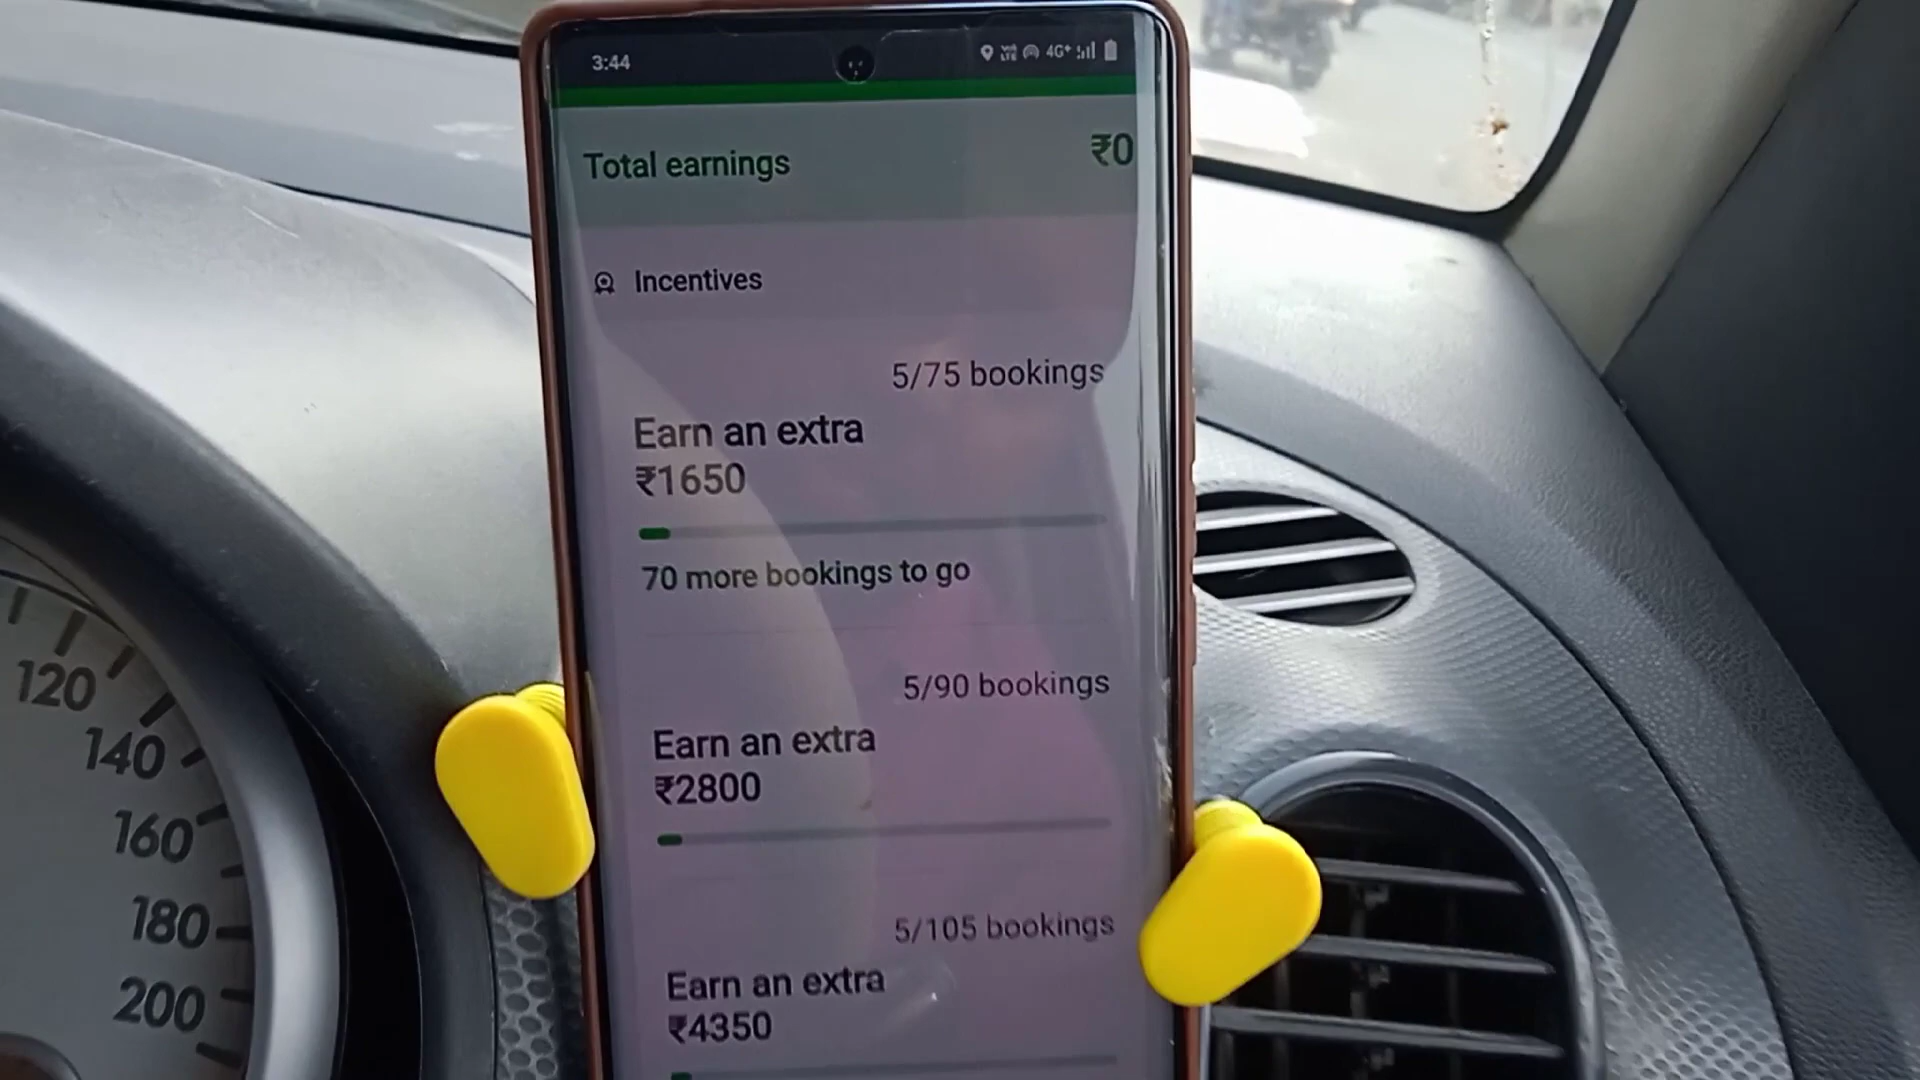 3:44
4G+
Total earnings
₹0
Incentives
5/75 bookings
Earn an extra
₹1650
70 more bookings to go
5/90 bookings
Earn an extra
₹2800
5/105 bookings
Earn an extra
₹4350
120
140
160
180
200